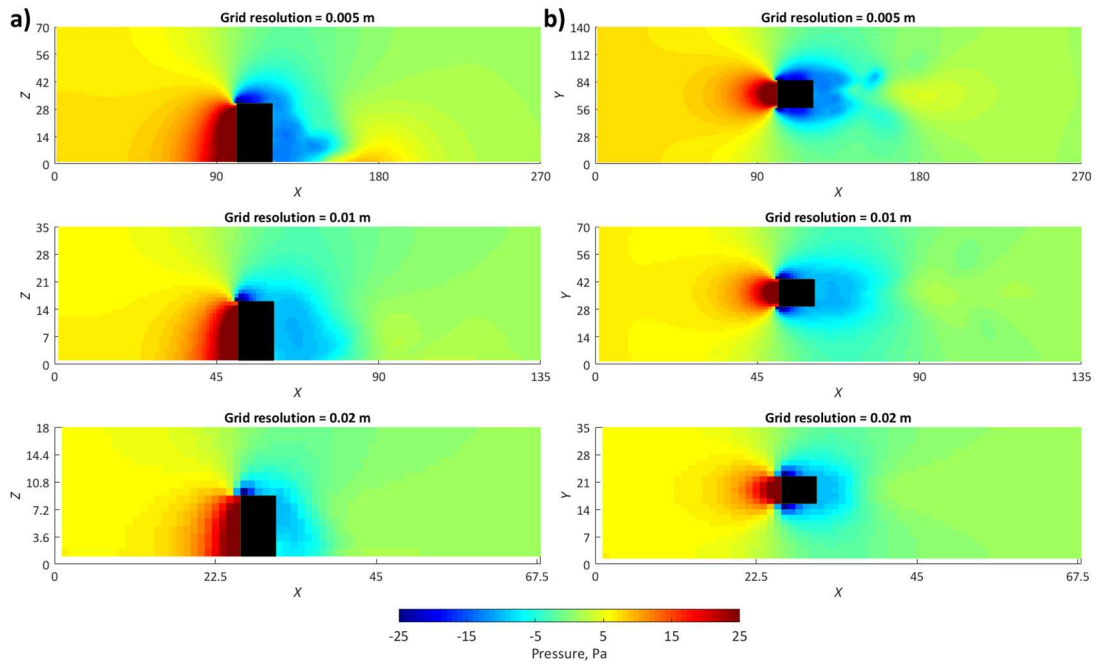 a)
Grid resolution = 0.005 m
70
56
42
28
14
0
Z
0 90 180 270
X
b)
Grid resolution = 0.005 m
140
112
84
56
28
0
Y
0 90 180 270
X
Grid resolution = 0.01 m
35
28
21
14
7
0
Z
0 45 90 135
X
Grid resolution = 0.01 m
70
56
42
28
14
0
Y
0 45 90 135
X
Grid resolution = 0.02 m
18
14.4
10.8
7.2
3.6
0
Z
0 22.5 45 67.5
X
Grid resolution = 0.02 m
35
28
21
14
7
0
Y
0 22.5 45 67.5
X
-25 -15 -5 5 15 25
Pressure, Pa